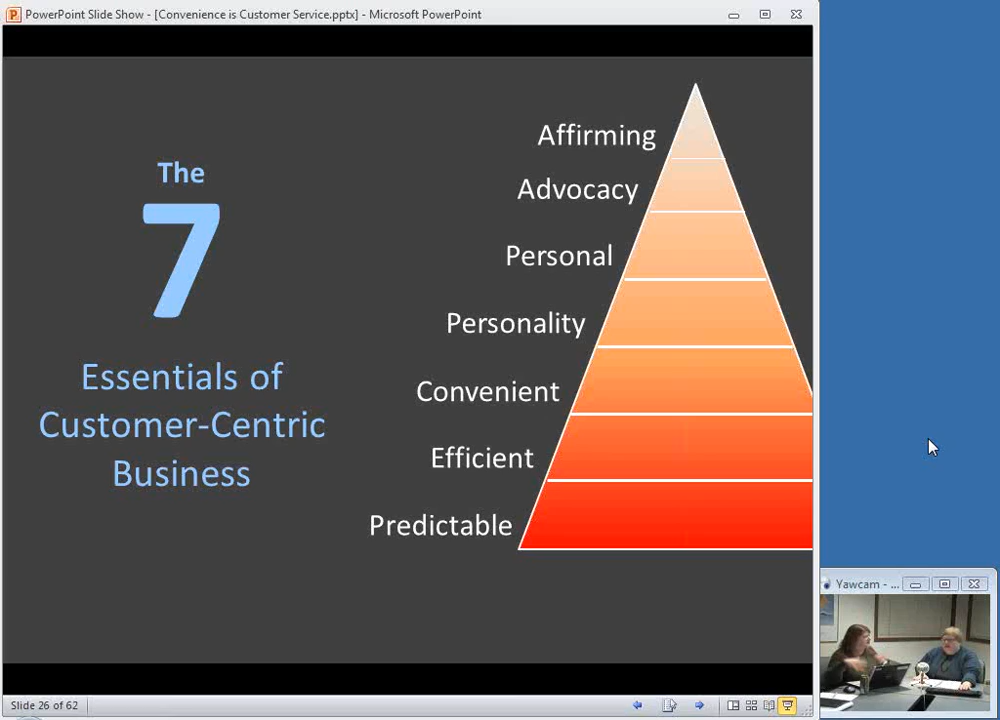 PowerPoint Slide Show - [Convenience is Customer Service.pptx] - Microsoft PowerPoint
The
7
Essentials of
Customer-Centric
Business
Affirming
Advocacy
Personal
Personality
Convenient
Efficient
Predictable
Yawcam - ...
Slide 26 of 62